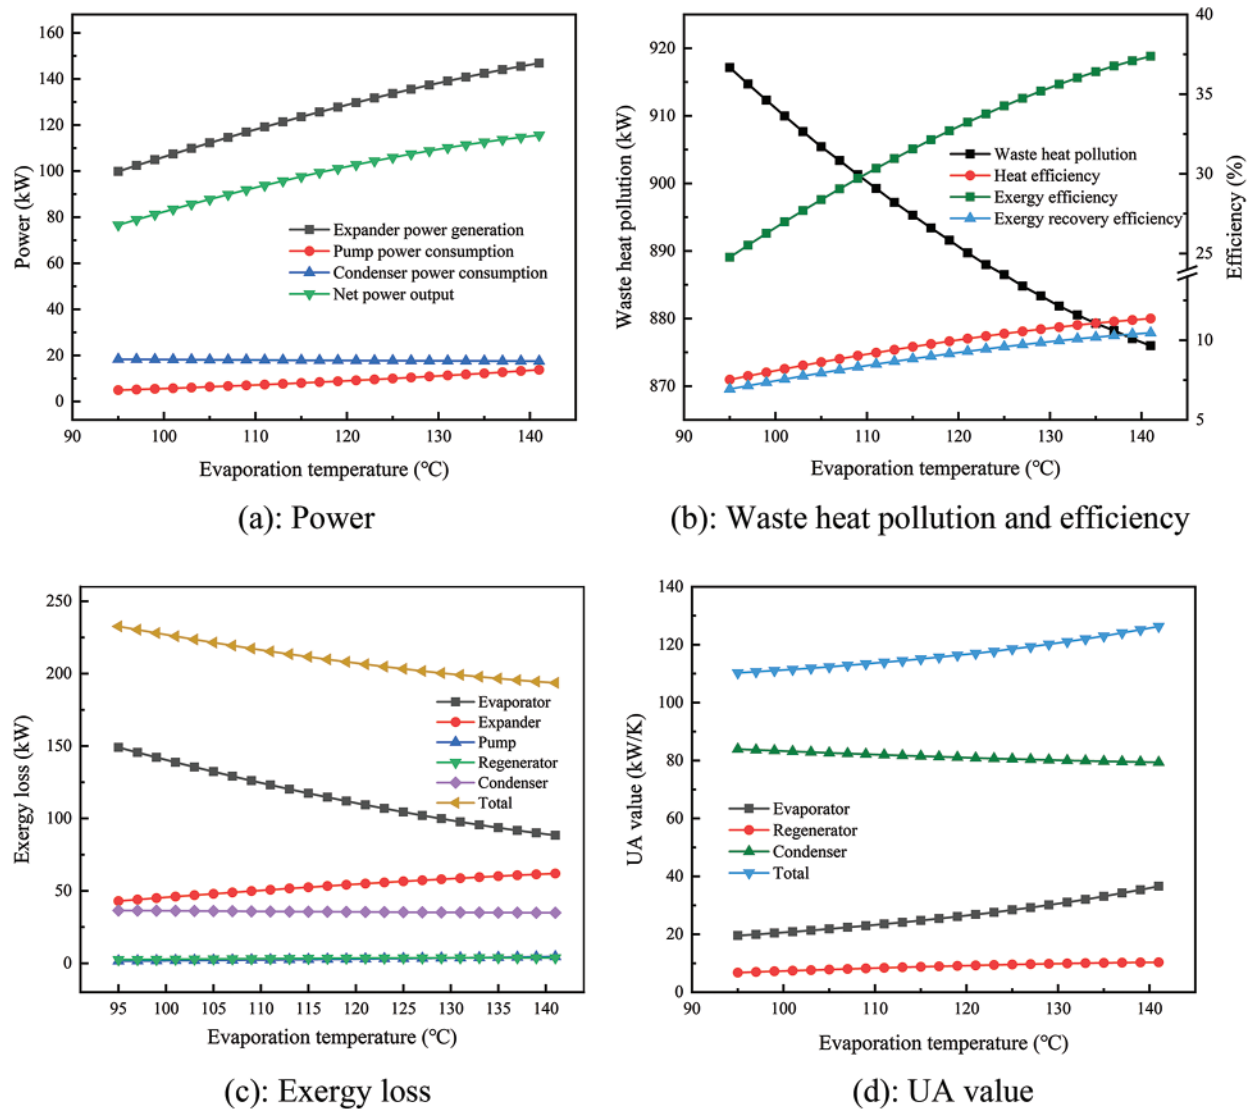 160
140
120
100
80
60
40
20
0
Power (kW)
Expander power generation
Pump power consumption
Condenser power consumption
Net power output
90 100 110 120 130 140
Evaporation temperature (℃)
(a): Power
920
910
900
890
880
870
Waste heat pollution (kW)
40
35
30
25
10
5
Efficiency (%)
Waste heat pollution
Heat efficiency
Exergy efficiency
Exergy recovery efficiency
90 100 110 120 130 140
Evaporation temperature (℃)
(b): Waste heat pollution and efficiency
250
200
150
100
50
0
Exergy loss (kW)
Evaporator
Expander
Pump
Regenerator
Condenser
Total
95 100 105 110 115 120 125 130 135 140
Evaporation temperature (℃)
(c): Exergy loss
140
120
100
80
60
40
20
0
UA value (kW/K)
Evaporator
Regenerator
Condenser
Total
90 100 110 120 130 140
Evaporation temperature (℃)
(d): UA value